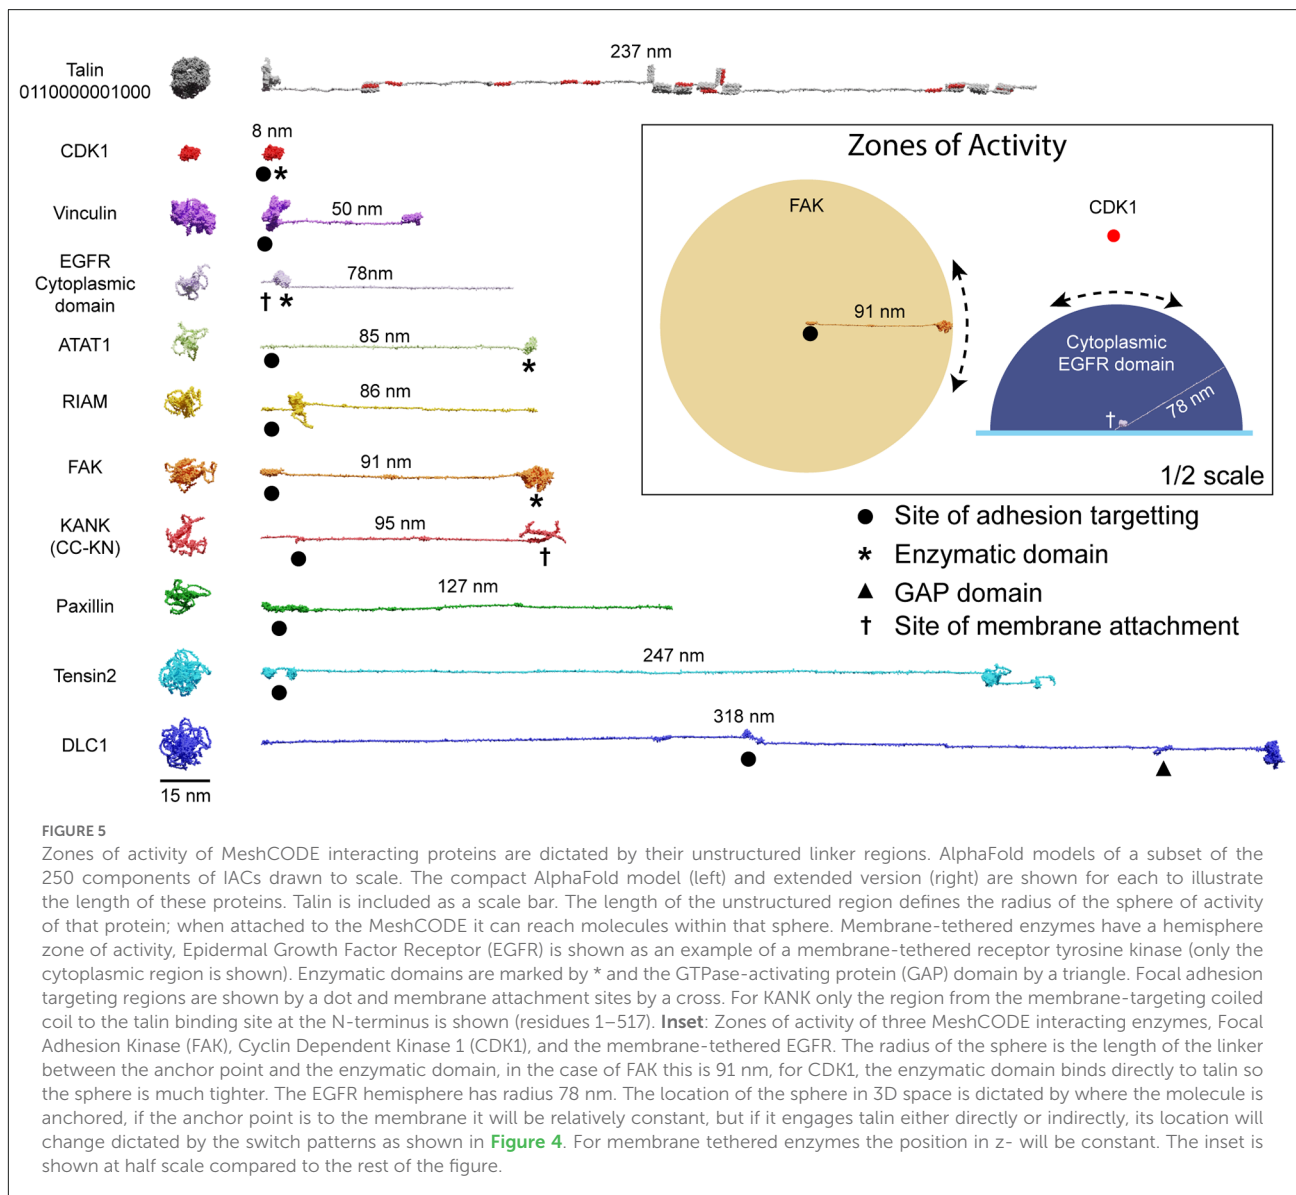 Talin
0110000001000
237 nm
CDK1
8 nm
*
Vinculin
50 nm
EGFR
Cytoplasmic
domain
78nm
† *
ATAT1
85 nm
*
RIAM
86 nm
FAK
91 nm
*
KANK
(CC-KN)
95 nm
†
Paxillin
127 nm
Tensin2
247 nm
DLC1
318 nm
15 nm
Zones of Activity
FAK
91 nm
CDK1
Cytoplasmic
EGFR domain
78 nm
†
1/2 scale
● Site of adhesion targetting
* Enzymatic domain
▲ GAP domain
† Site of membrane attachment
FIGURE 5
Zones of activity of MeshCODE interacting proteins are dictated by their unstructured linker regions. AlphaFold models of a subset of the
250 components of IACs drawn to scale. The compact AlphaFold model (left) and extended version (right) are shown for each to illustrate
the length of these proteins. Talin is included as a scale bar. The length of the unstructured region defines the radius of the sphere of activity
of that protein; when attached to the MeshCODE it can reach molecules within that sphere. Membrane-tethered enzymes have a hemisphere
zone of activity, Epidermal Growth Factor Receptor (EGFR) is shown as an example of a membrane-tethered receptor tyrosine kinase (only the
cytoplasmic region is shown). Enzymatic domains are marked by * and the GTPase-activating protein (GAP) domain by a triangle. Focal adhesion
targeting regions are shown by a dot and membrane attachment sites by a cross. For KANK only the region from the membrane-targeting coiled
coil to the talin binding site at the N-terminus is shown (residues 1–517). Inset: Zones of activity of three MeshCODE interacting enzymes, Focal
Adhesion Kinase (FAK), Cyclin Dependent Kinase 1 (CDK1), and the membrane-tethered EGFR. The radius of the sphere is the length of the linker
between the anchor point and the enzymatic domain, in the case of FAK this is 91 nm, for CDK1, the enzymatic domain binds directly to talin so
the sphere is much tighter. The EGFR hemisphere has radius 78 nm. The location of the sphere in 3D space is dictated by where the molecule is
anchored, if the anchor point is to the membrane it will be relatively constant, but if it engages talin either directly or indirectly, its location will
change dictated by the switch patterns as shown in Figure 4. For membrane tethered enzymes the position in z- will be constant. The inset is
shown at half scale compared to the rest of the figure.